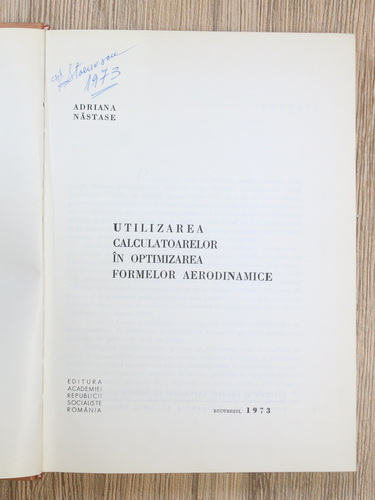 1973
ADRIANA
NĂSTASE
UTILIZAREA
CALCULATOARELOR
ÎN OPTIMIZAREA
FORMELOR AERODINAMICE
EDITURA
ACADEMIEI
REPUBLICII
SOCIALISTE
ROMÂNIA
BUCUREȘTI, 1973